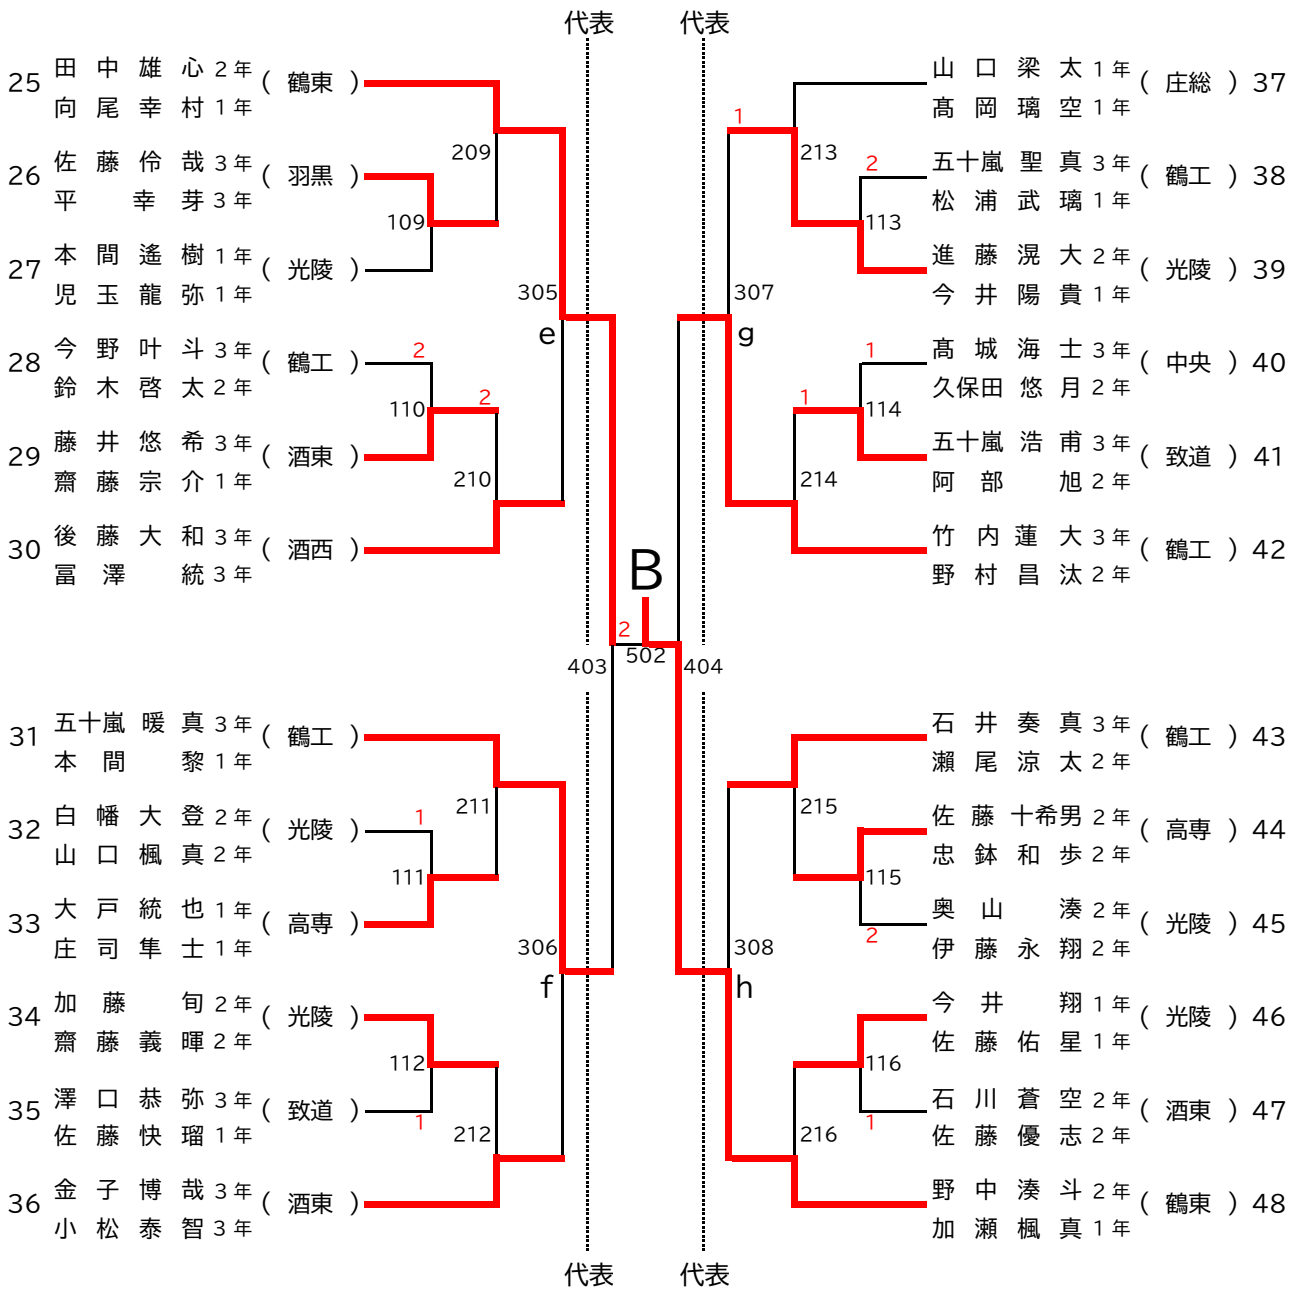 代表 代表
25 田中雄心 2年 ( 鶴東 )
向尾幸村 1年
26 佐藤伶哉 3年 ( 羽黒 )
平幸芽 3年
27 本間遙樹 1年 ( 光陵 )
児玉龍弥 1年
28 今野叶斗 3年 ( 鶴工 )
鈴木啓太 2年
29 藤井悠希 3年 ( 酒東 )
齋藤宗介 1年
30 後藤大和 3年 ( 酒西 )
冨澤統 3年
31 五十嵐暖真 3年 ( 鶴工 )
本間黎 1年
32 白幡大登 2年 ( 光陵 )
山口楓真 2年
33 大戸統也 1年 ( 高専 )
庄司隼士 1年
34 加藤旬 2年 ( 光陵 )
齋藤義暉 2年
35 澤口恭弥 3年 ( 致道 )
佐藤快瑠 1年
36 金子博哉 3年 ( 酒東 )
小松泰智 3年
209
109
305
e
2
110
2
210
403
211
1
111
306
f
112
1
212
B
2
502
404
1
213
2
113
307
g
1
1
114
214
215
115
2
308
h
116
1
216
山口梁太 1年 ( 庄総 ) 37
髙岡璃空 1年
五十嵐聖真 3年 ( 鶴工 ) 38
松浦武璃 1年
進藤滉大 2年 ( 光陵 ) 39
今井陽貴 1年
髙城海士 3年 ( 中央 ) 40
久保田悠月 2年
五十嵐浩甫 3年 ( 致道 ) 41
阿部旭 2年
竹内蓮大 3年 ( 鶴工 ) 42
野村昌汰 2年
石井奏真 3年 ( 鶴工 ) 43
瀨尾涼太 2年
佐藤十希男 2年 ( 高専 ) 44
忠鉢和歩 2年
奥山湊 2年 ( 光陵 ) 45
伊藤永翔 2年
今井翔 1年 ( 光陵 ) 46
佐藤佑星 1年
石川蒼空 2年 ( 酒東 ) 47
佐藤優志 2年
野中湊斗 2年 ( 鶴東 ) 48
加瀬楓真 1年
代表 代表